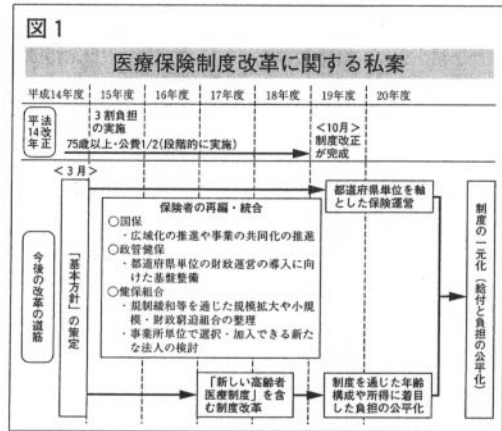 図1
医療保険制度改革に関する私案
平成14年度 15年度 16年度 17年度 18年度 19年度 20年度
平成14年
法改正
3割負担
の実施
75歳以上・公費1/2(段階的に実施)
<10月>
制度改正
が完成
<3月>
今後の改革の道筋
「基本方針」の策定
都道府県単位を軸
とした保険運営
保険者の再編・統合
○国保
・広域化の推進や事業の共同化の推進
○政管健保
・都道府県単位の財政運営の導入に向
けた基盤整備
○健保組合
・規制緩和等を通じた規模拡大や小規
模・財政窮迫組合の整理
・事業所単位で選択・加入できる新た
な法人の検討
「新しい高齢者
医療制度」を含
む制度改革
制度を通じた年齢
構成や所得に着目
した負担の公平化
制度の一元化(給付と負担の公平化)